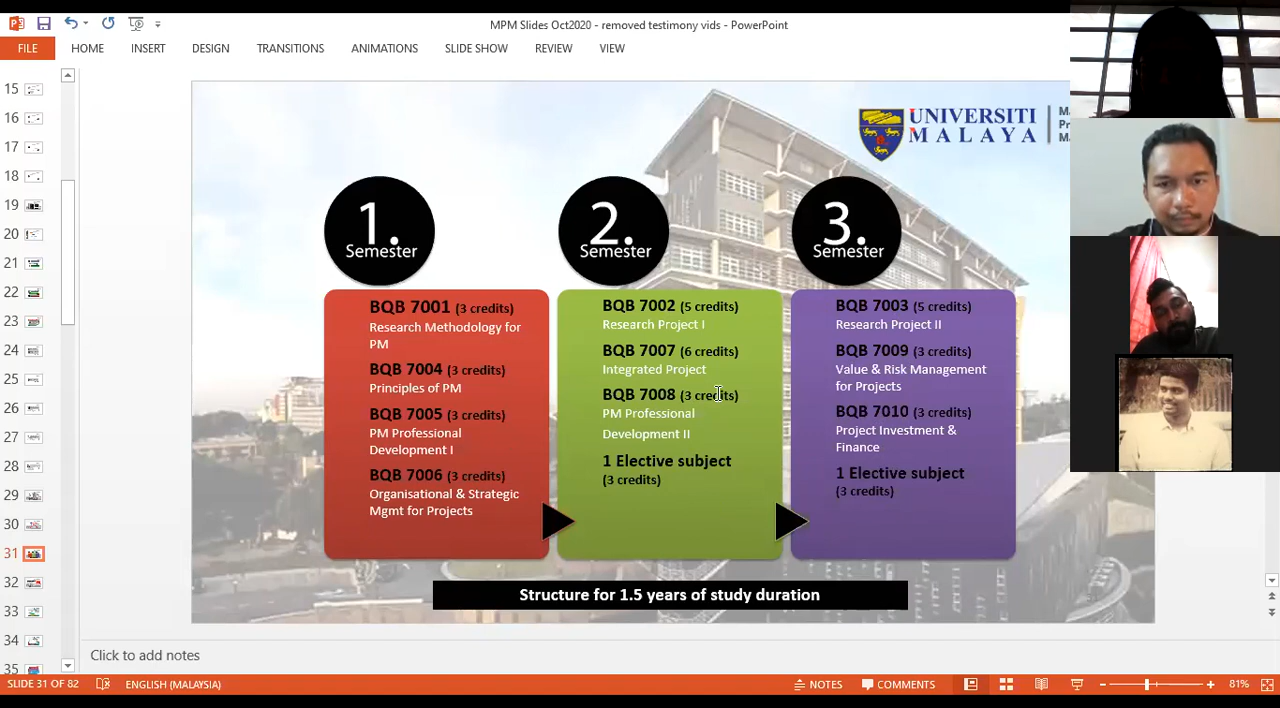 MPM Slides Oct2020 - removed testimony vids - PowerPoint
FILE HOME INSERT DESIGN TRANSITIONS ANIMATIONS SLIDE SHOW REVIEW VIEW
15
16
17
18
19
20
21
22
23
24
25
26
27
28
29
30
31
32
33
34
35
UNIVERSITI
MALAYA
1.
Semester
BQB 7001 (3 credits)
Research Methodology for
PM
BQB 7004 (3 credits)
Principles of PM
BQB 7005 (3 credits)
PM Professional
Development I
BQB 7006 (3 credits)
Organisational & Strategic
Mgmt for Projects
2.
Semester
BQB 7002 (5 credits)
Research Project I
BQB 7007 (6 credits)
Integrated Project
BQB 7008 (3 credits)
PM Professional
Development II
1 Elective subject
(3 credits)
3.
Semester
BQB 7003 (5 credits)
Research Project II
BQB 7009 (3 credits)
Value & Risk Management
for Projects
BQB 7010 (3 credits)
Project Investment &
Finance
1 Elective subject
(3 credits)
Structure for 1.5 years of study duration
Click to add notes
SLIDE 31 OF 82 ENGLISH (MALAYSIA) NOTES COMMENTS 81%